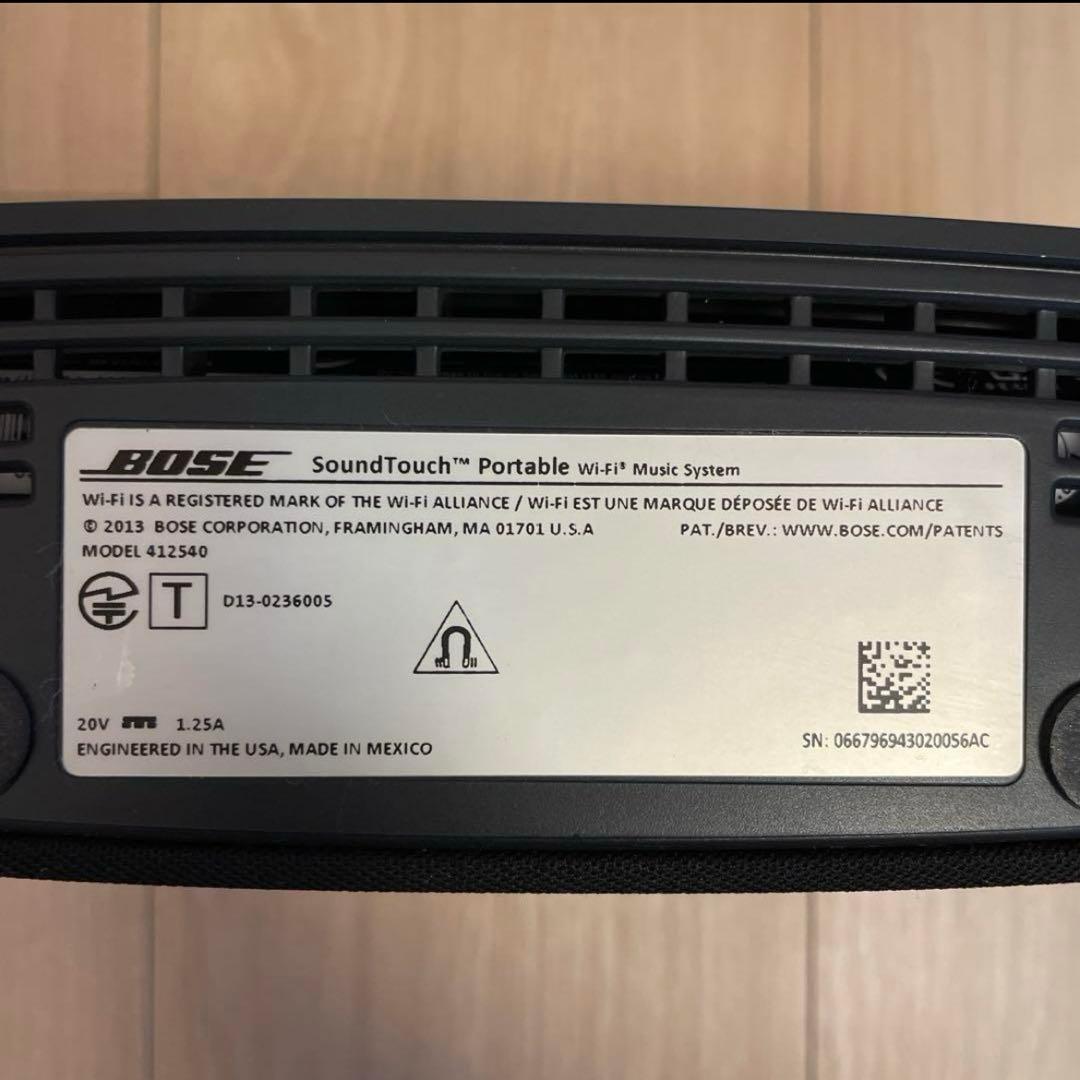 BOSE SoundTouch™ Portable Wi-Fi® Music System
Wi-Fi IS A REGISTERED MARK OF THE Wi-Fi ALLIANCE / Wi-Fi EST UNE MARQUE DÉPOSÉE DE Wi-Fi ALLIANCE
© 2013 BOSE CORPORATION, FRAMINGHAM, MA 01701 U.S.A PAT./BREV.: WWW.BOSE.COM/PATENTS
MODEL 412540
T D13-0236005
20V 1.25A
ENGINEERED IN THE USA, MADE IN MEXICO
SN: 066796943020056AC